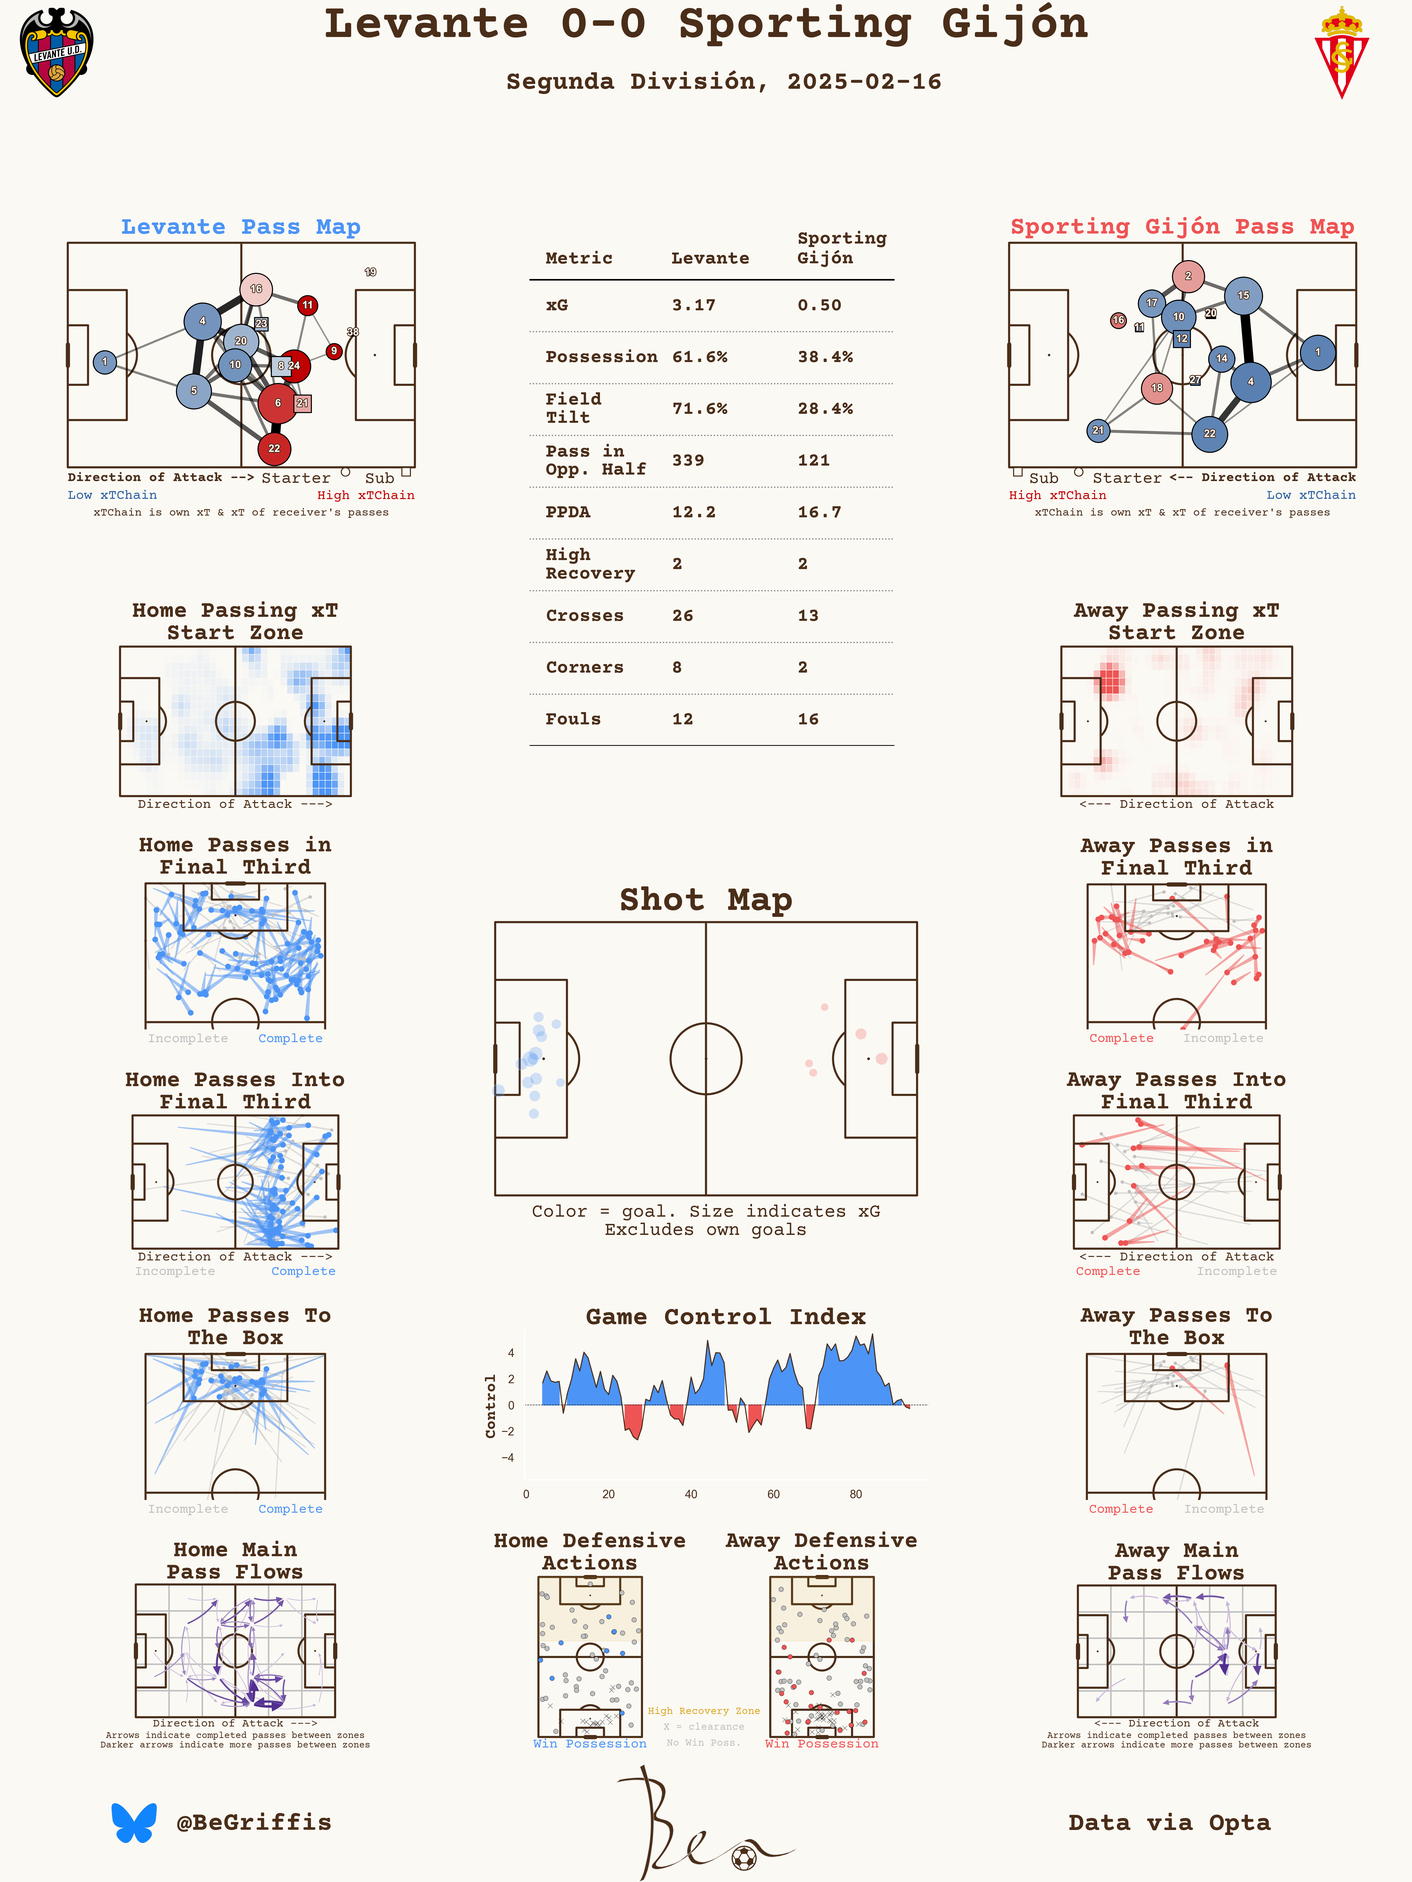 Levante 0-0 Sporting Gijón
Segunda División, 2025-02-16
LEVANTE U.D.
Levante Pass Map
19
16
11
4
23
38
20
9
1
10
8
24
5
6
21
22
Direction of Attack --> Starter Sub
Low xTChain High xTChain
xTChain is own xT & xT of receiver's passes
Metric Levante Sporting Gijón
xG 3.17 0.50
Possession 61.6% 38.4%
Field Tilt 71.6% 28.4%
Pass in Opp. Half 339 121
PPDA 12.2 16.7
High Recovery 2 2
Crosses 26 13
Corners 8 2
Fouls 12 16
Sporting Gijón Pass Map
2
15
17
10
20
16
11
12
14
1
27
4
18
21
22
Sub Starter <-- Direction of Attack
High xTChain Low xTChain
xTChain is own xT & xT of receiver's passes
Home Passing xT
Start Zone
Direction of Attack --->
Away Passing xT
Start Zone
<--- Direction of Attack
Home Passes in
Final Third
Incomplete Complete
Away Passes in
Final Third
Complete Incomplete
Shot Map
Color = goal. Size indicates xG
Excludes own goals
Home Passes Into
Final Third
Direction of Attack --->
Incomplete Complete
Away Passes Into
Final Third
<--- Direction of Attack
Complete Incomplete
Home Passes To
The Box
Incomplete Complete
Game Control Index
Control
4
2
0
−2
−4
0 20 40 60 80
Away Passes To
The Box
Complete Incomplete
Home Main
Pass Flows
Direction of Attack --->
Arrows indicate completed passes between zones
Darker arrows indicate more passes between zones
Home Defensive
Actions
Win Possession
High Recovery Zone
X = clearance
No Win Poss.
Away Defensive
Actions
Win Possession
Away Main
Pass Flows
<--- Direction of Attack
Arrows indicate completed passes between zones
Darker arrows indicate more passes between zones
@BeGriffis
Ben
Data via Opta